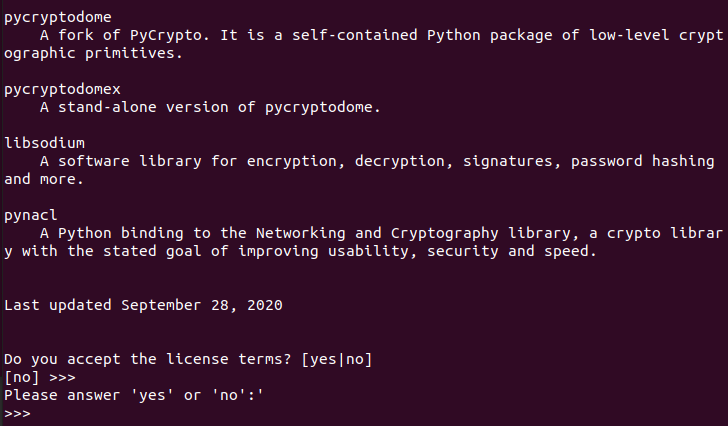 pycryptodome
    A fork of PyCrypto. It is a self-contained Python package of low-level crypt
ographic primitives.

pycryptodomex
    A stand-alone version of pycryptodome.

libsodium
    A software library for encryption, decryption, signatures, password hashing
and more.

pynacl
    A Python binding to the Networking and Cryptography library, a crypto librar
y with the stated goal of improving usability, security and speed.


Last updated September 28, 2020


Do you accept the license terms? [yes|no]
[no] >>>
Please answer 'yes' or 'no':'
>>>